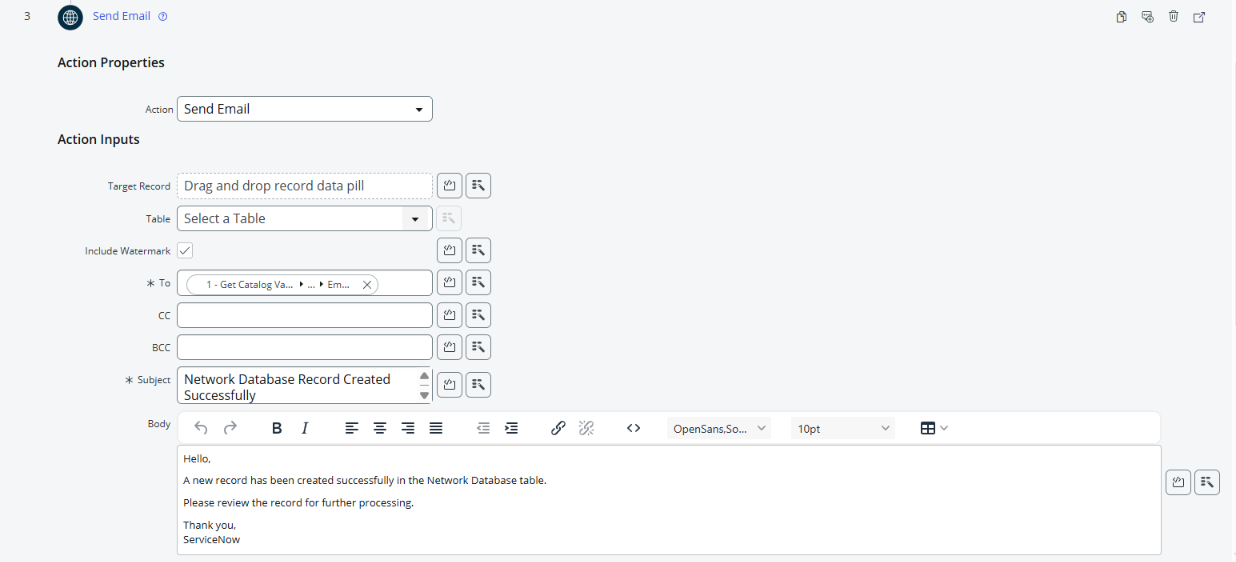 3 Send Email
Action Properties
Action Send Email
Action Inputs
Target Record Drag and drop record data pill
Table Select a Table
Include Watermark
* To 1 - Get Catalog Va... ... Em...
CC
BCC
* Subject Network Database Record Created
Successfully
Body B I OpenSans,So... 10pt
Hello,
A new record has been created successfully in the Network Database table.
Please review the record for further processing.
Thank you,
ServiceNow